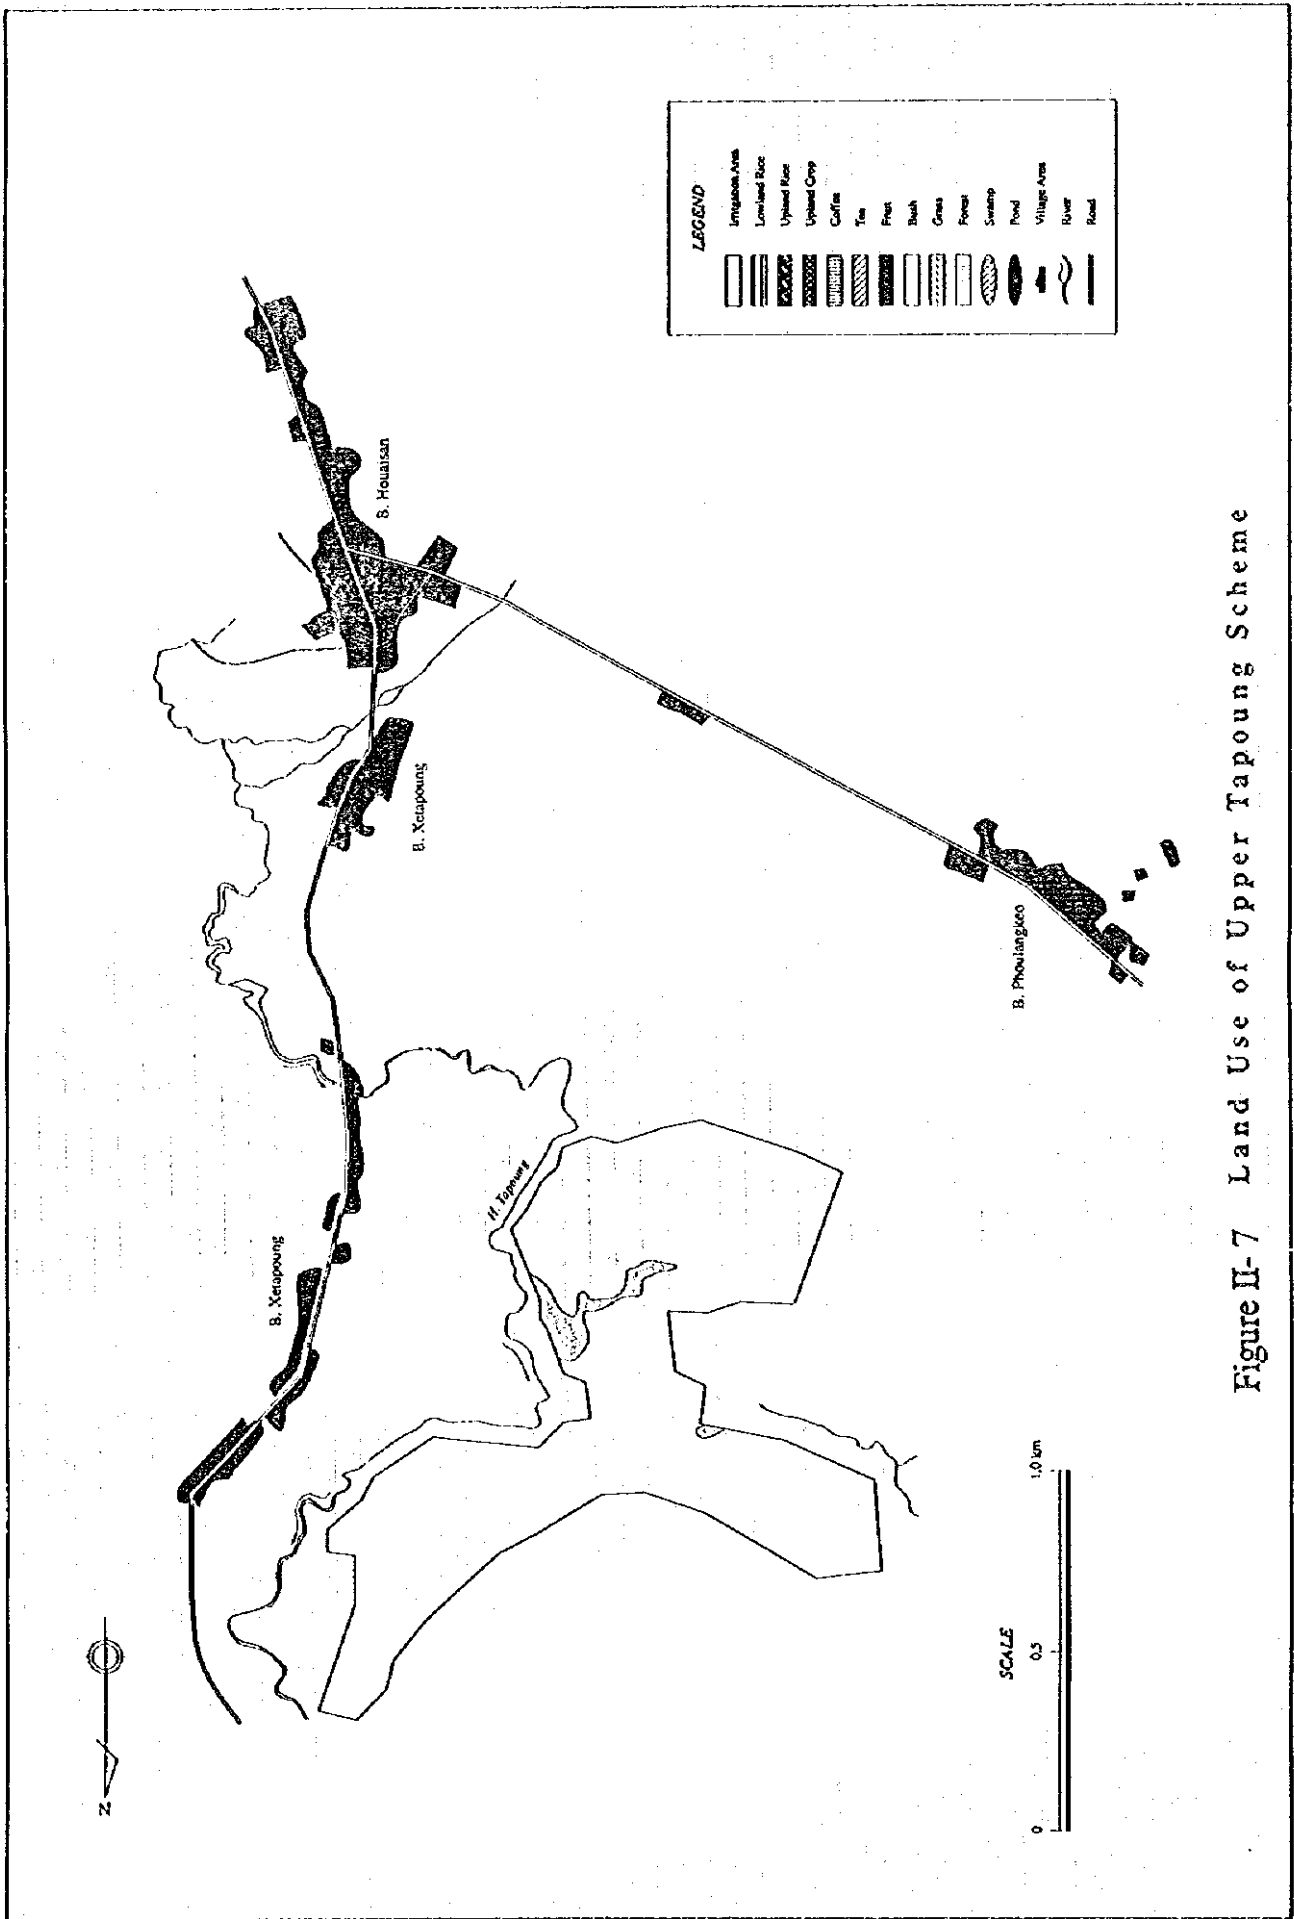 Figure II-7 Land Use of Upper Tapoung Scheme
N
B. Xetapoung
H. Tapoung
B. Xetapoung
B. Houaisan
B. Phoulangkeo
SCALE
0 0.5 1.0 km
LEGEND
Irrigation Area
Lowland Rice
Upland Rice
Upland Crop
Coffee
Tea
Fruit
Bush
Grass
Forest
Swamp
Pond
Village Area
River
Road